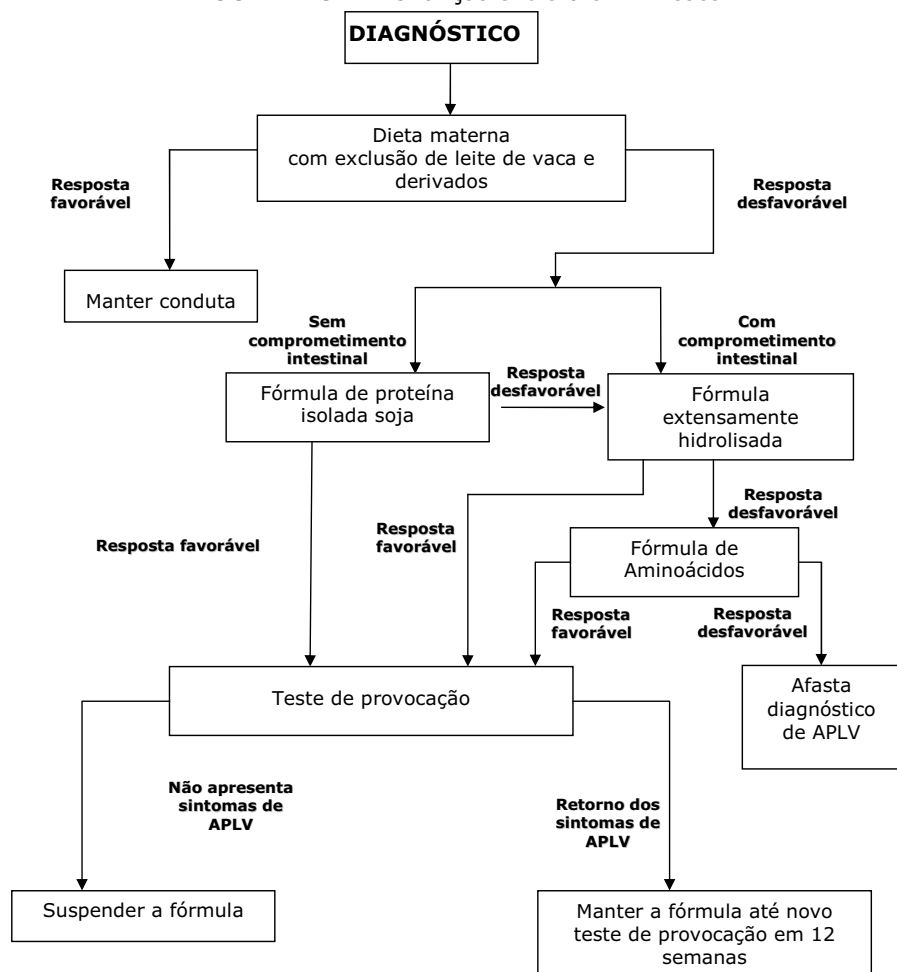 DIAGNÓSTICO
Dieta materna
com exclusão de leite de vaca e
derivados
Resposta
favorável
Resposta
desfavorável
Manter conduta
Sem
comprometimento
intestinal
Com
comprometimento
intestinal
Fórmula de proteína
isolada soja
Resposta
desfavorável
Fórmula
extensamente
hidrolisada
Resposta favorável
Resposta
favorável
Resposta
desfavorável
Fórmula de
Aminoácidos
Resposta
favorável
Resposta
desfavorável
Teste de provocação
Afasta
diagnóstico
de APLV
Não apresenta
sintomas de
APLV
Retorno dos
sintomas de
APLV
Suspender a fórmula
Manter a fórmula até novo
teste de provocação em 12
semanas